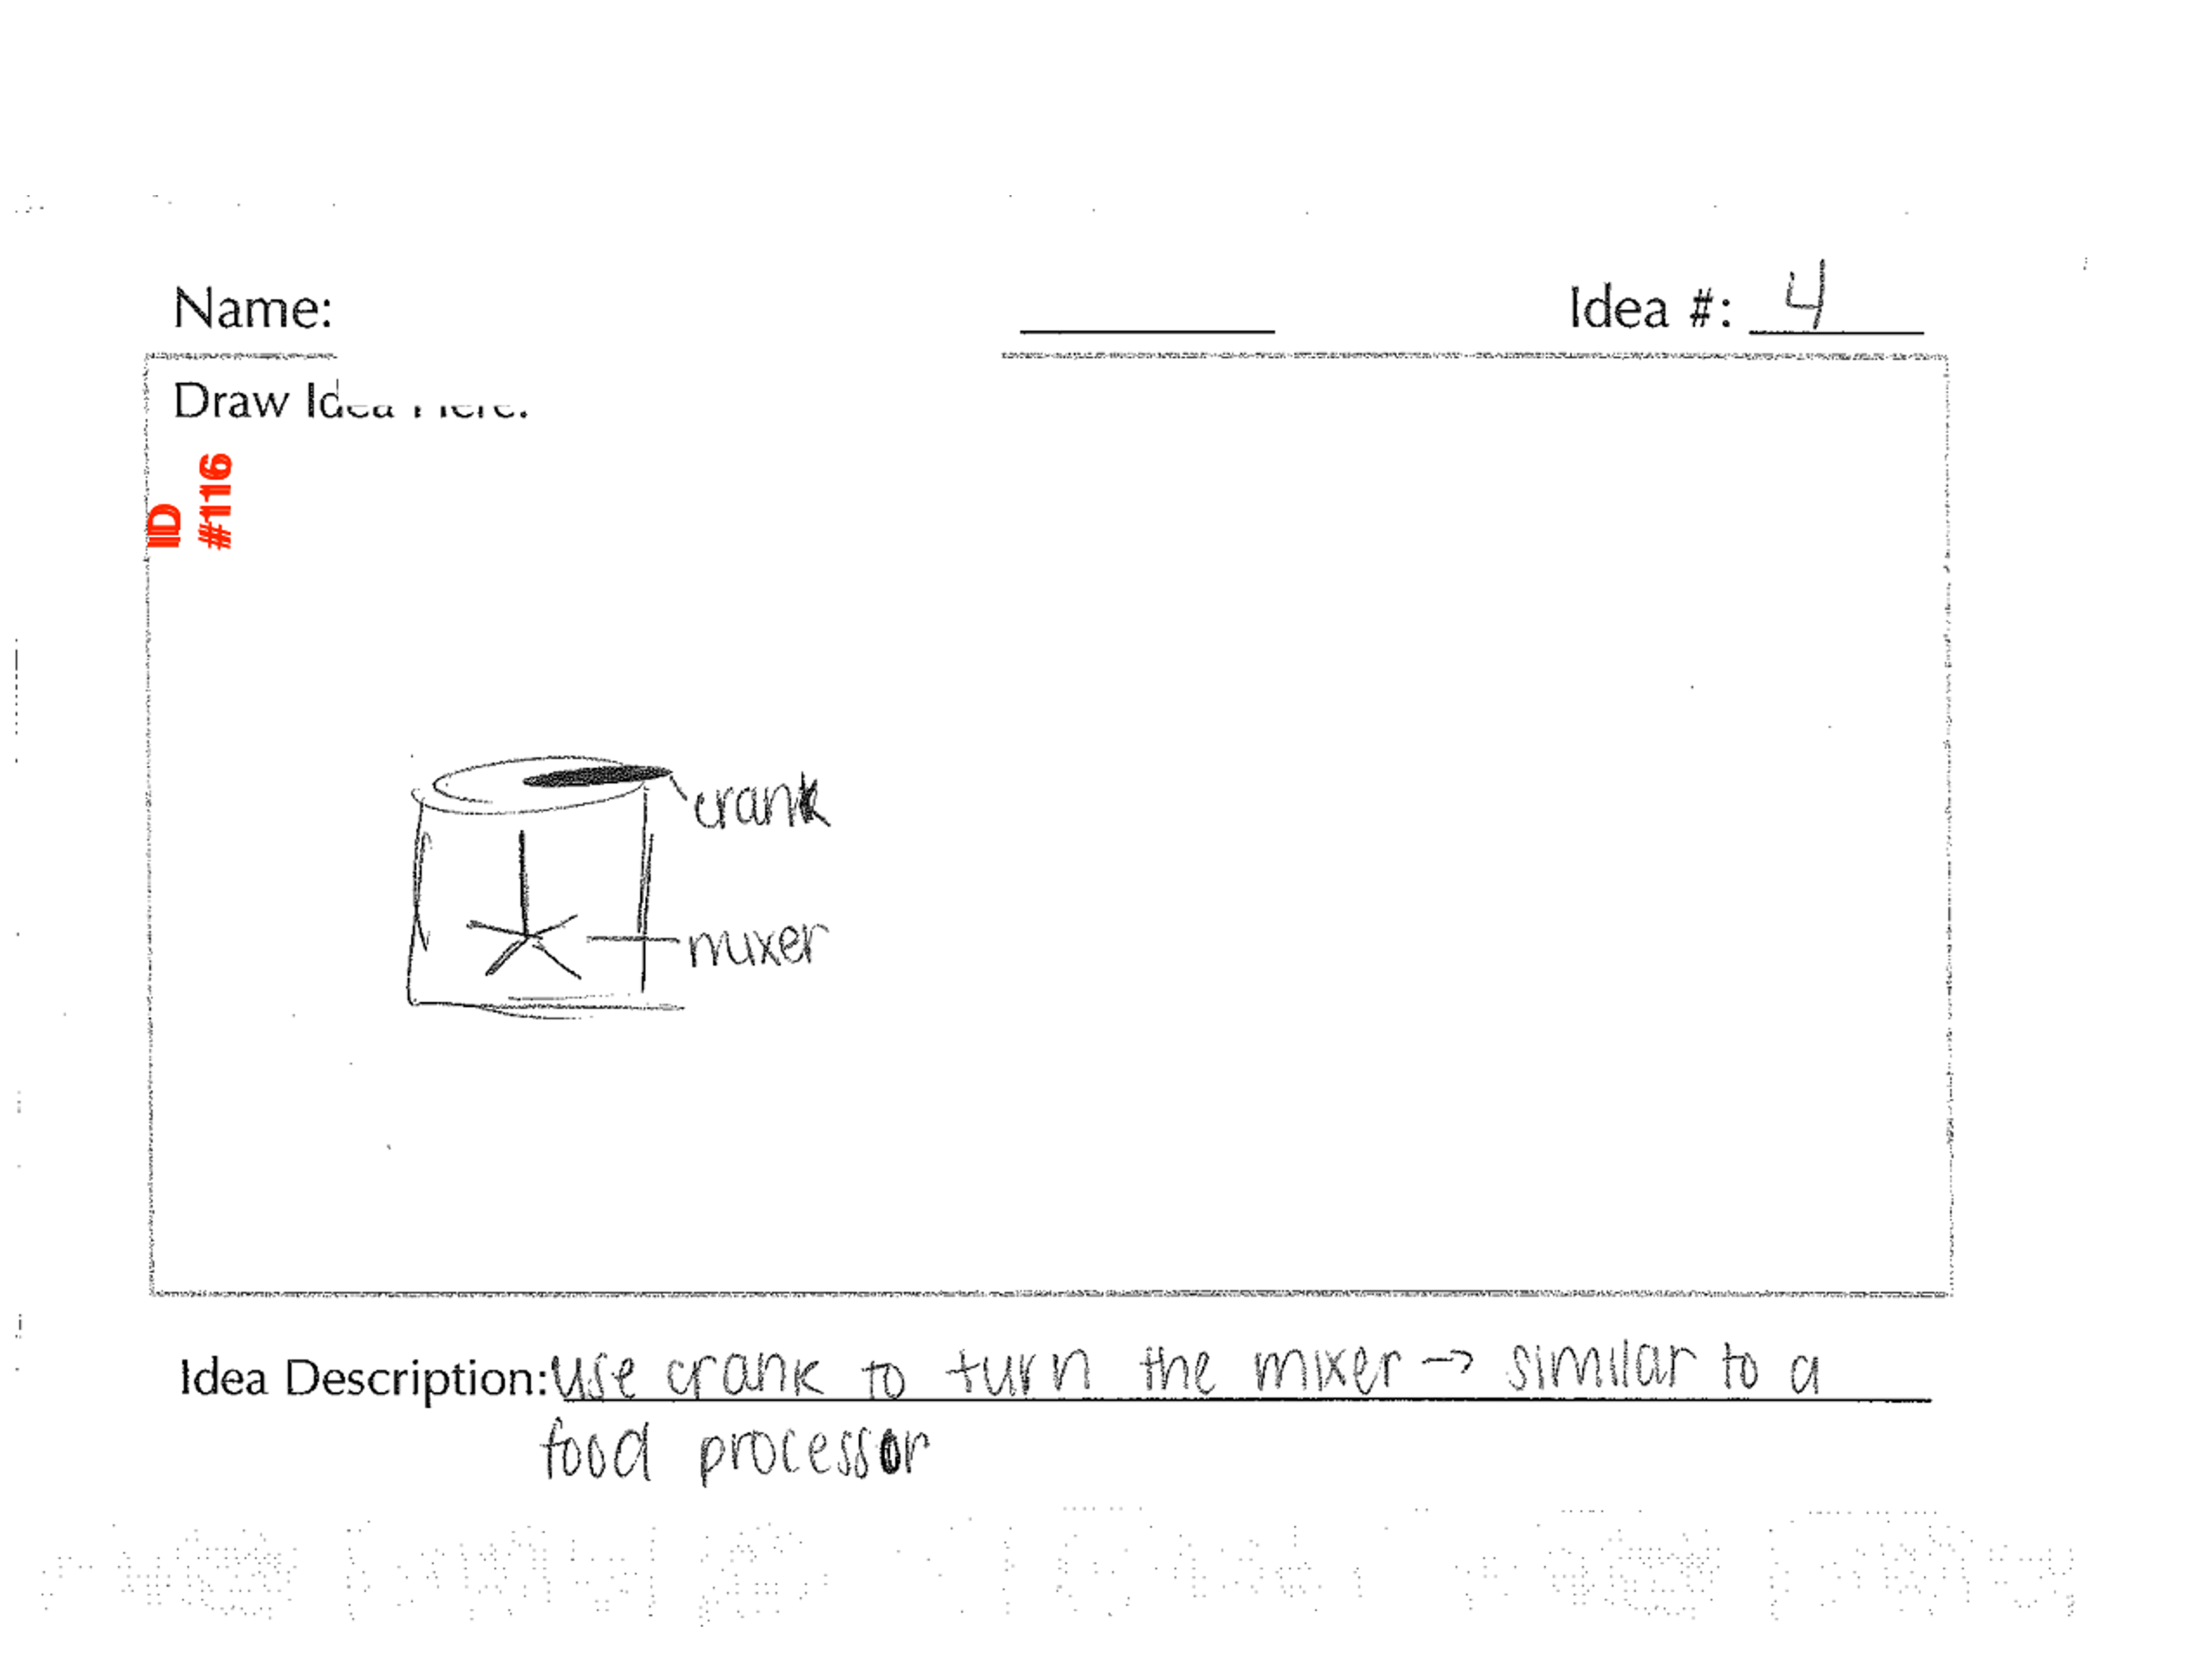 Name:
Idea #: 4
Draw Idea Here:
ID
#116
crank
mixer
Idea Description: use crank to turn the mixer → similar to a
food processor